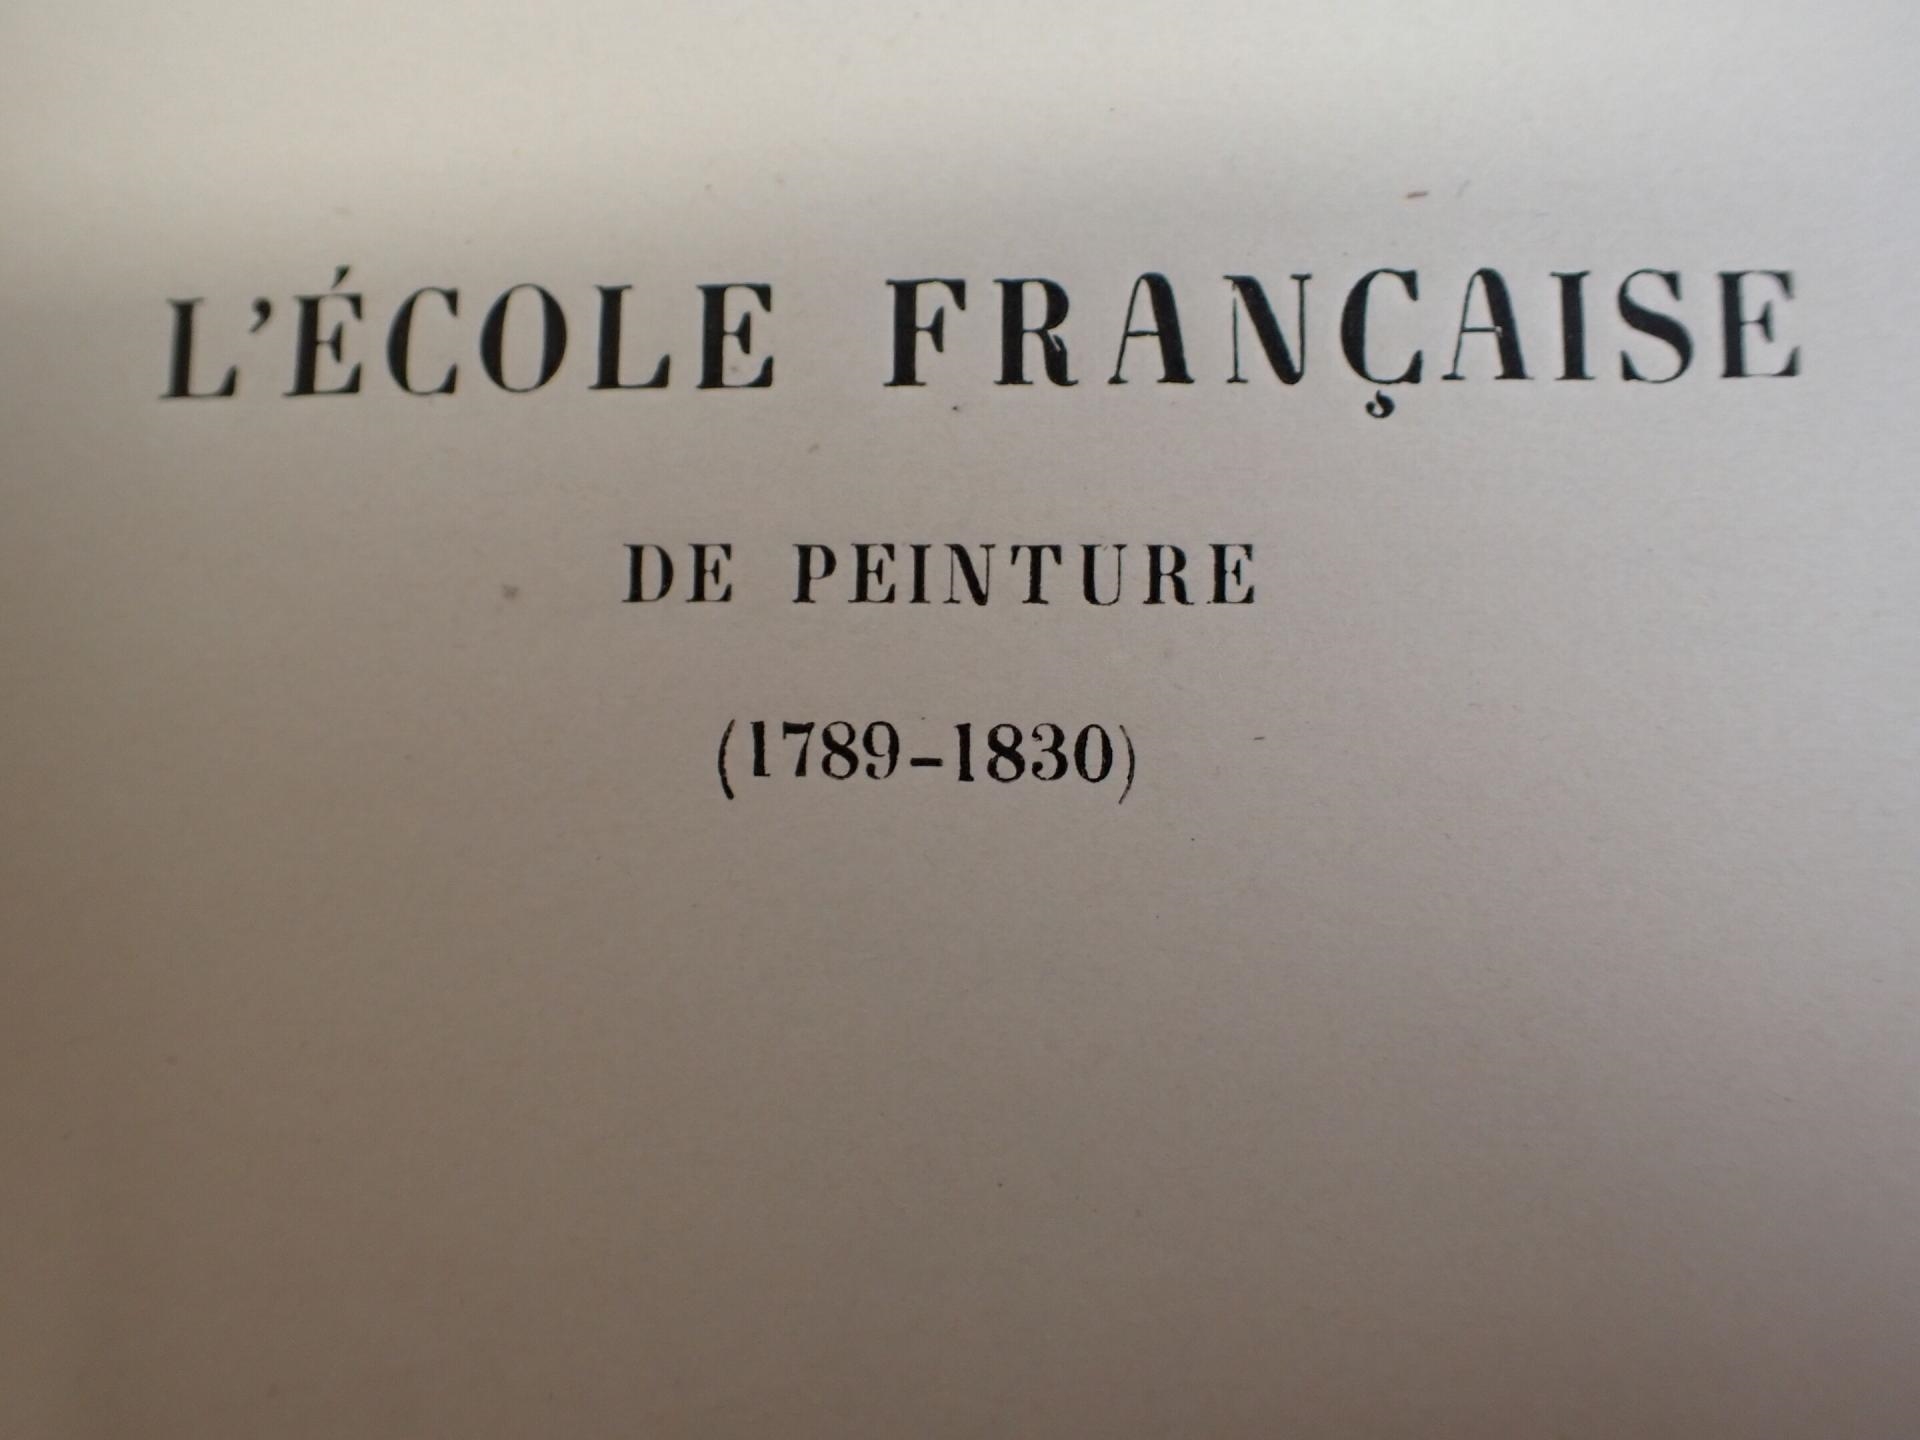 L'ÉCOLE FRANÇAISE
DE PEINTURE
(1789-1830)